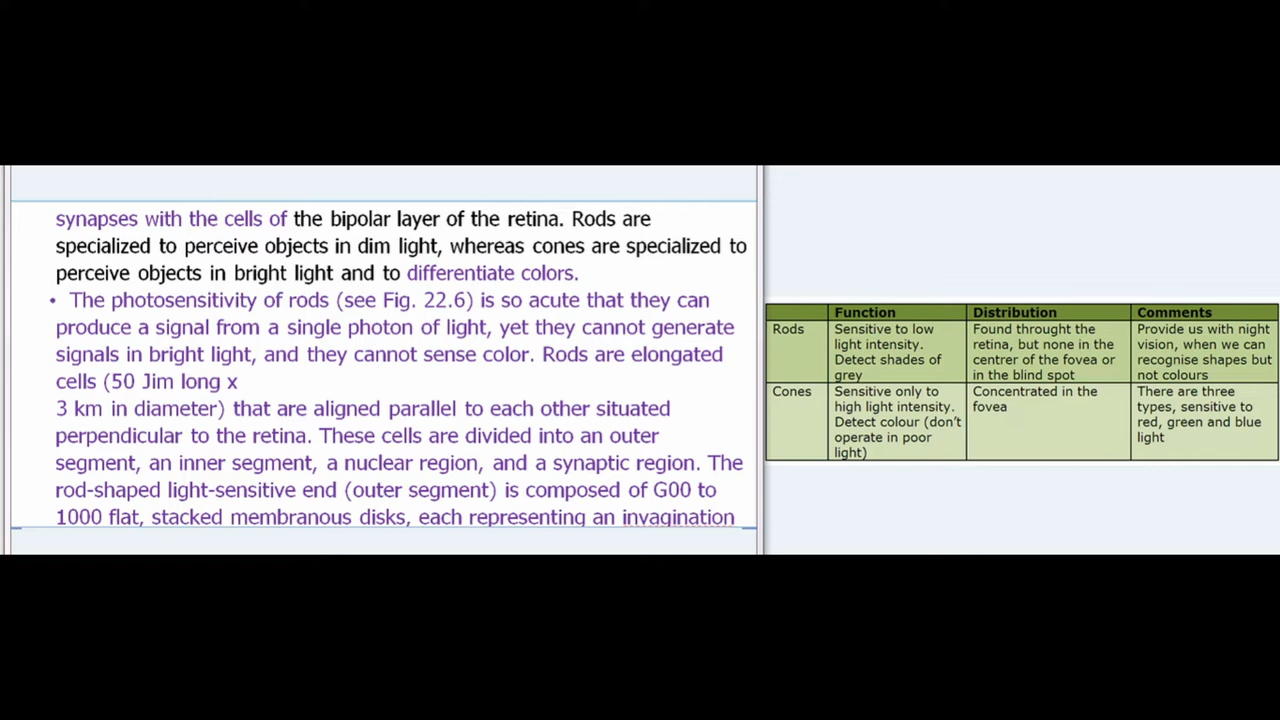 synapses with the cells of the bipolar layer of the retina. Rods are
specialized to perceive objects in dim light, whereas cones are specialized to
perceive objects in bright light and to differentiate colors.
• The photosensitivity of rods (see Fig. 22.6) is so acute that they can
produce a signal from a single photon of light, yet they cannot generate
signals in bright light, and they cannot sense color. Rods are elongated
cells (50 Jim long x
3 km in diameter) that are aligned parallel to each other situated
perpendicular to the retina. These cells are divided into an outer
segment, an inner segment, a nuclear region, and a synaptic region. The
rod-shaped light-sensitive end (outer segment) is composed of G00 to
1000 flat, stacked membranous disks, each representing an invagination
Function Distribution Comments
Rods Sensitive to low Found throught the Provide us with night
light intensity. retina, but none in the vision, when we can
Detect shades of centrer of the fovea or recognise shapes but
grey in the blind spot not colours
Cones Sensitive only to Concentrated in the There are three
high light intensity. fovea types, sensitive to
Detect colour (don't red, green and blue
operate in poor light
light)